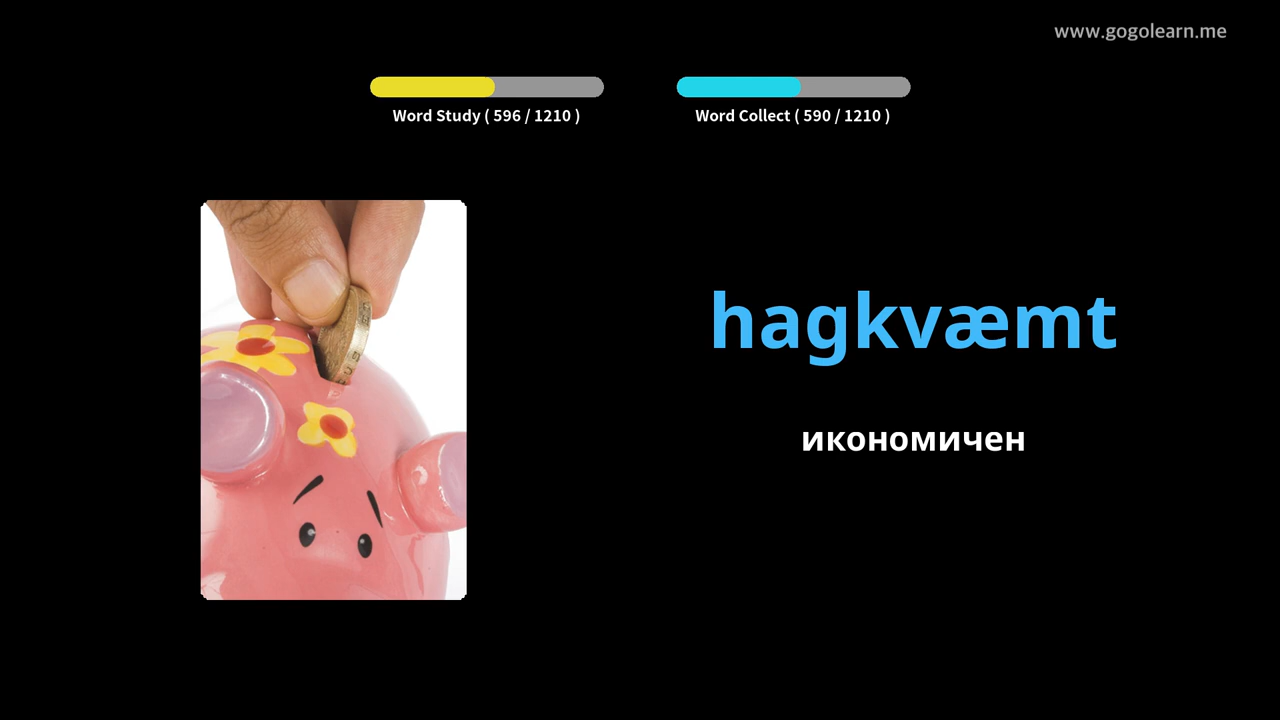 www.gogolearn.me
Word Study ( 596 / 1210 )
Word Collect ( 590 / 1210 )
hagkvæmt
икономичен